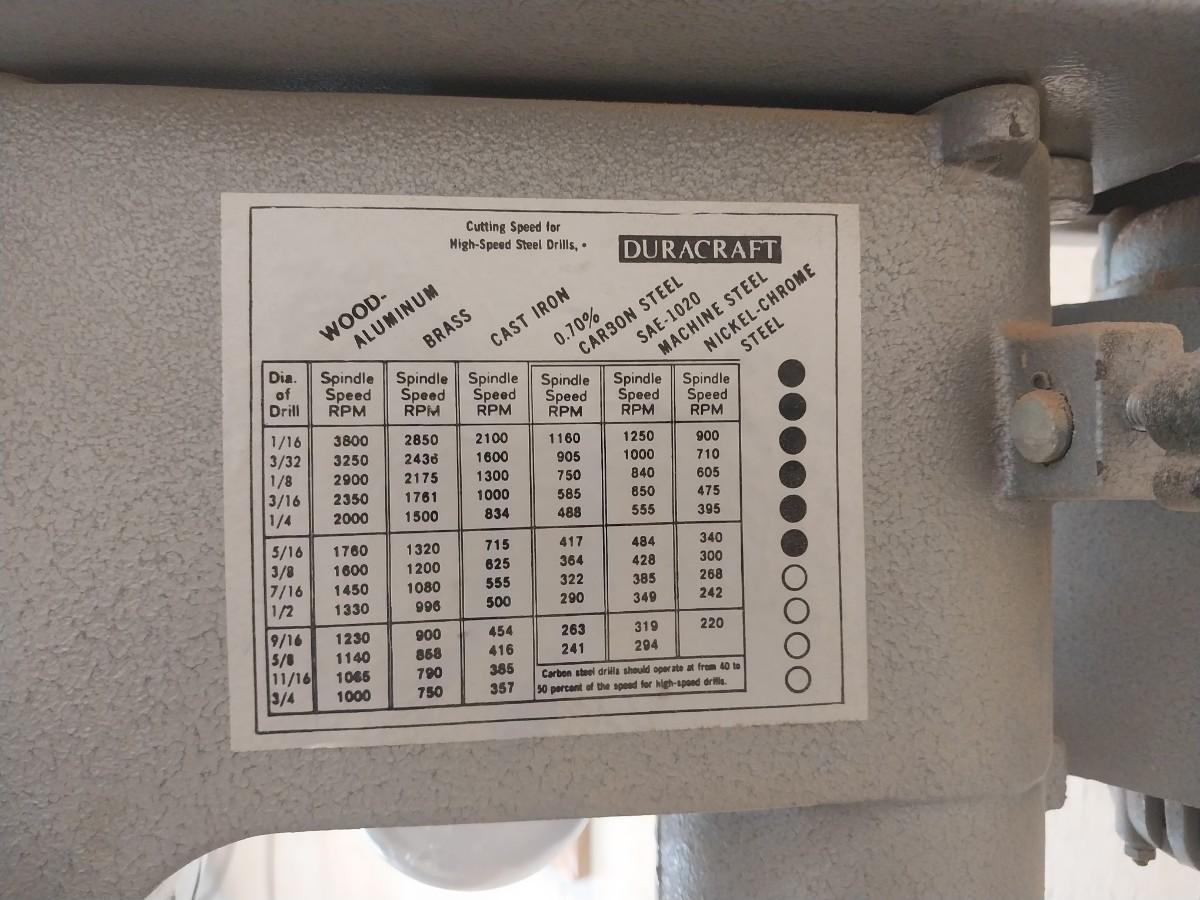 Cutting Speed for
High-Speed Steel Drills, •
DURACRAFT
WOOD-
ALUMINUM
BRASS
CAST IRON
0.70%
CARBON STEEL
SAE-1020
MACHINE STEEL
NICKEL-CHROME
STEEL
Dia. Spindle Spindle Spindle Spindle Spindle Spindle
of Speed Speed Speed Speed Speed Speed
Drill RPM RPM RPM RPM RPM RPM
1/16 3800 2850 2100 1160 1250 900
3/32 3250 2436 1600 905 1000 710
1/8 2900 2175 1300 750 840 605
3/16 2350 1761 1000 585 650 475
1/4 2000 1500 834 488 555 395
5/16 1760 1320 715 417 484 340
3/8 1600 1200 625 364 428 300
7/16 1450 1080 555 322 385 268
1/2 1330 996 500 290 349 242
9/16 1230 900 454 263 319 220
5/8 1140 858 416 241 294
11/16 1065 790 385
3/4 1000 750 357
Carbon steel drills should operate at from 40 to
50 percent of the speed for high-speed drills.